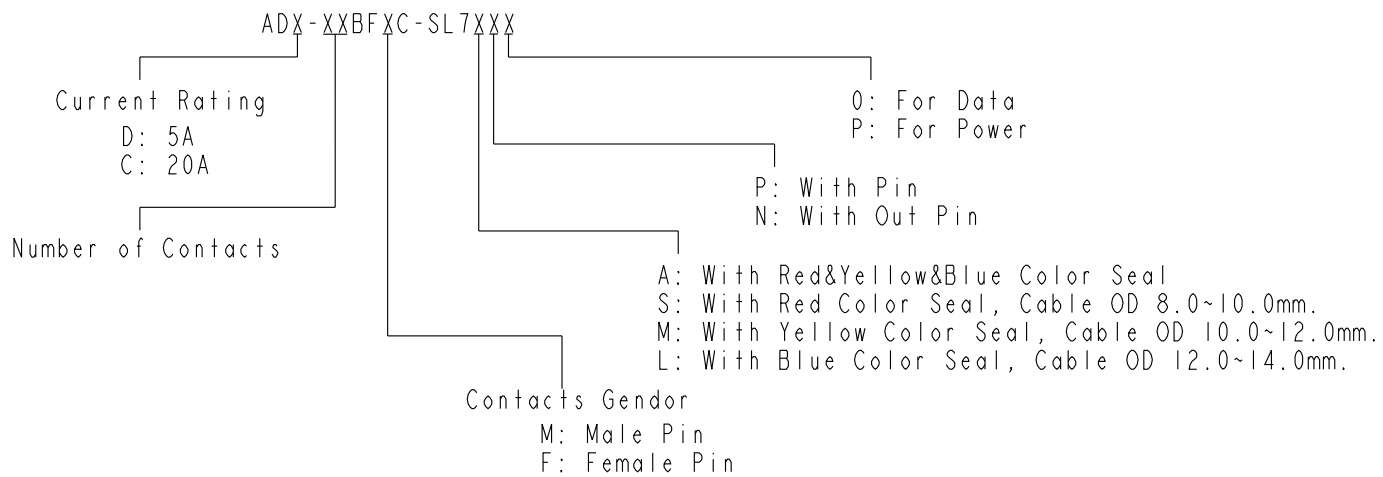 ADX-XXBFXC-SL7XXX
Current Rating
D: 5A
C: 20A
Number of Contacts
O: For Data
P: For Power
P: With Pin
N: With Out Pin
A: With Red&Yellow&Blue Color Seal
S: With Red Color Seal, Cable OD 8.0~10.0mm.
M: With Yellow Color Seal, Cable OD 10.0~12.0mm.
L: With Blue Color Seal, Cable OD 12.0~14.0mm.
Contacts Gendor
M: Male Pin
F: Female Pin